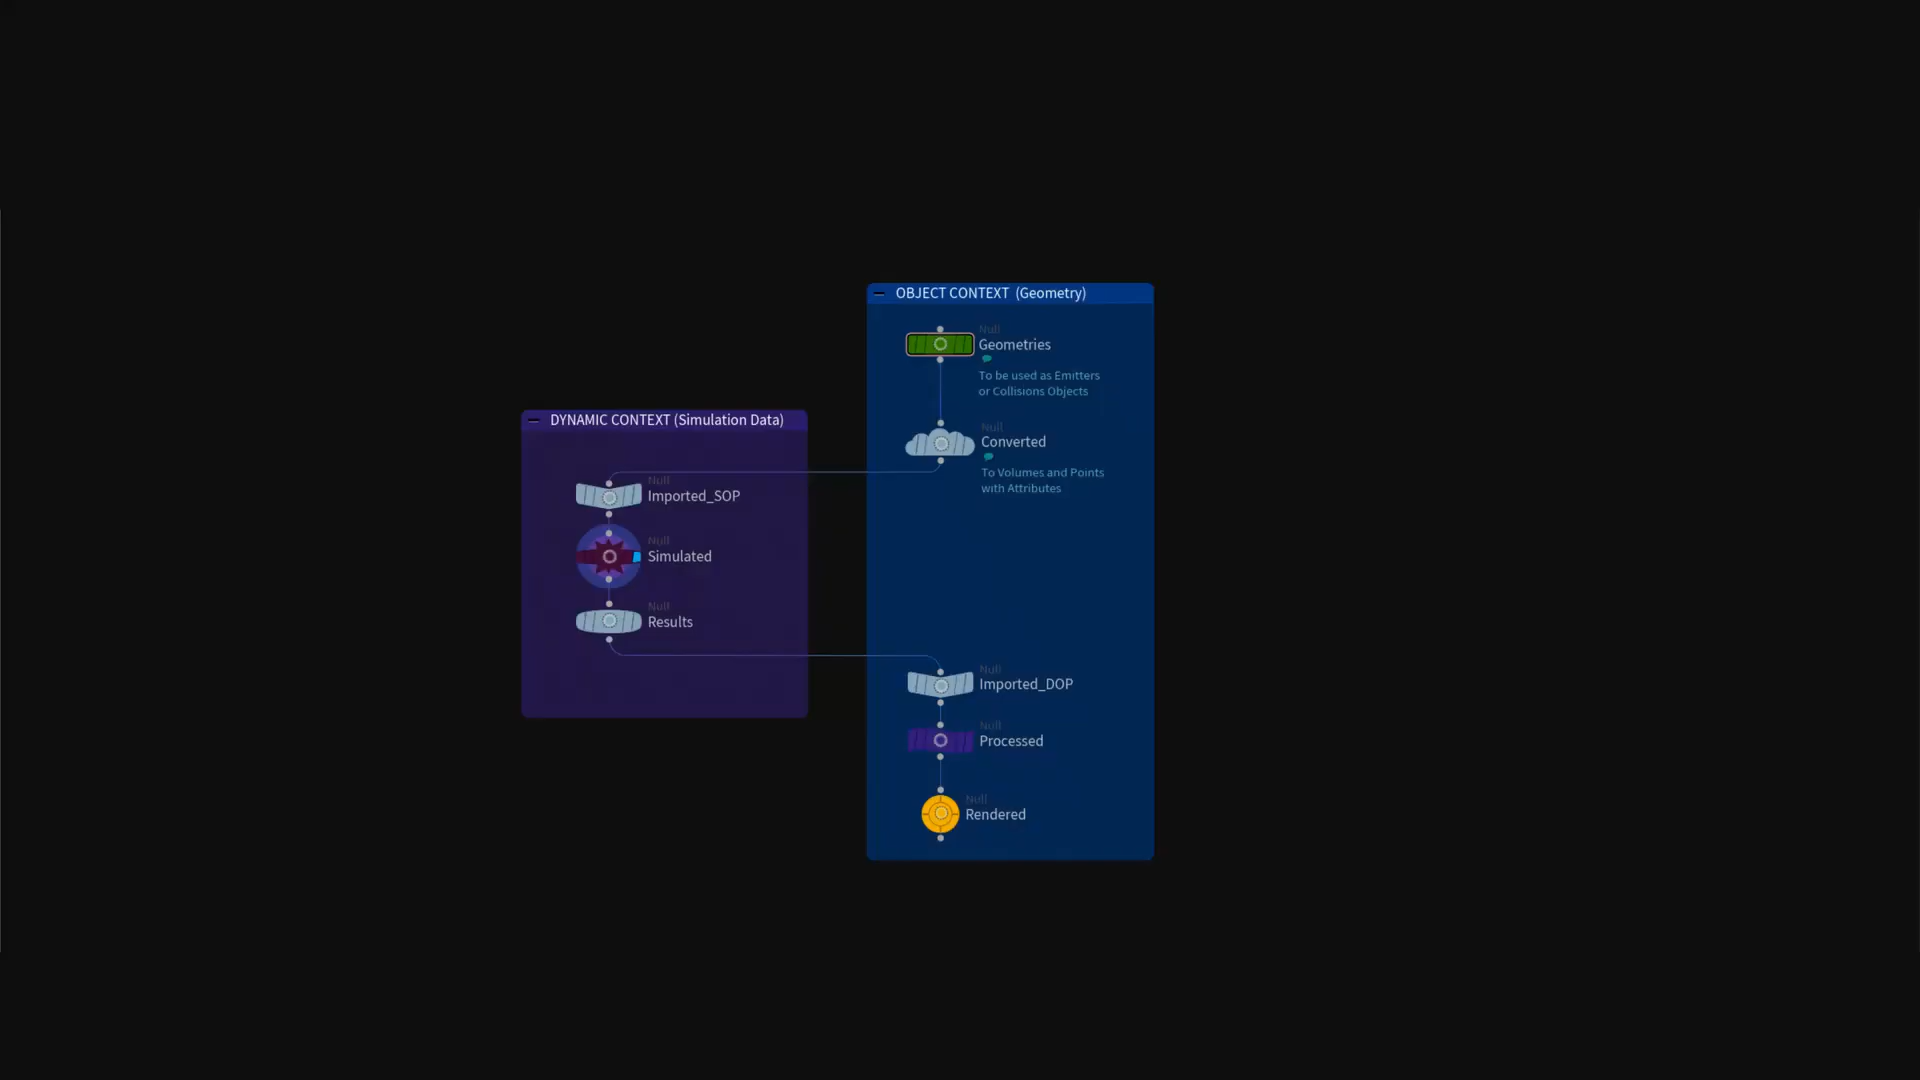 OBJECT CONTEXT (Geometry)
Null
Geometries
To be used as Emitters
or Collisions Objects
Null
Converted
To Volumes and Points
with Attributes
DYNAMIC CONTEXT (Simulation Data)
Null
Imported_SOP
Null
Simulated
Null
Results
Null
Imported_DOP
Null
Processed
Null
Rendered